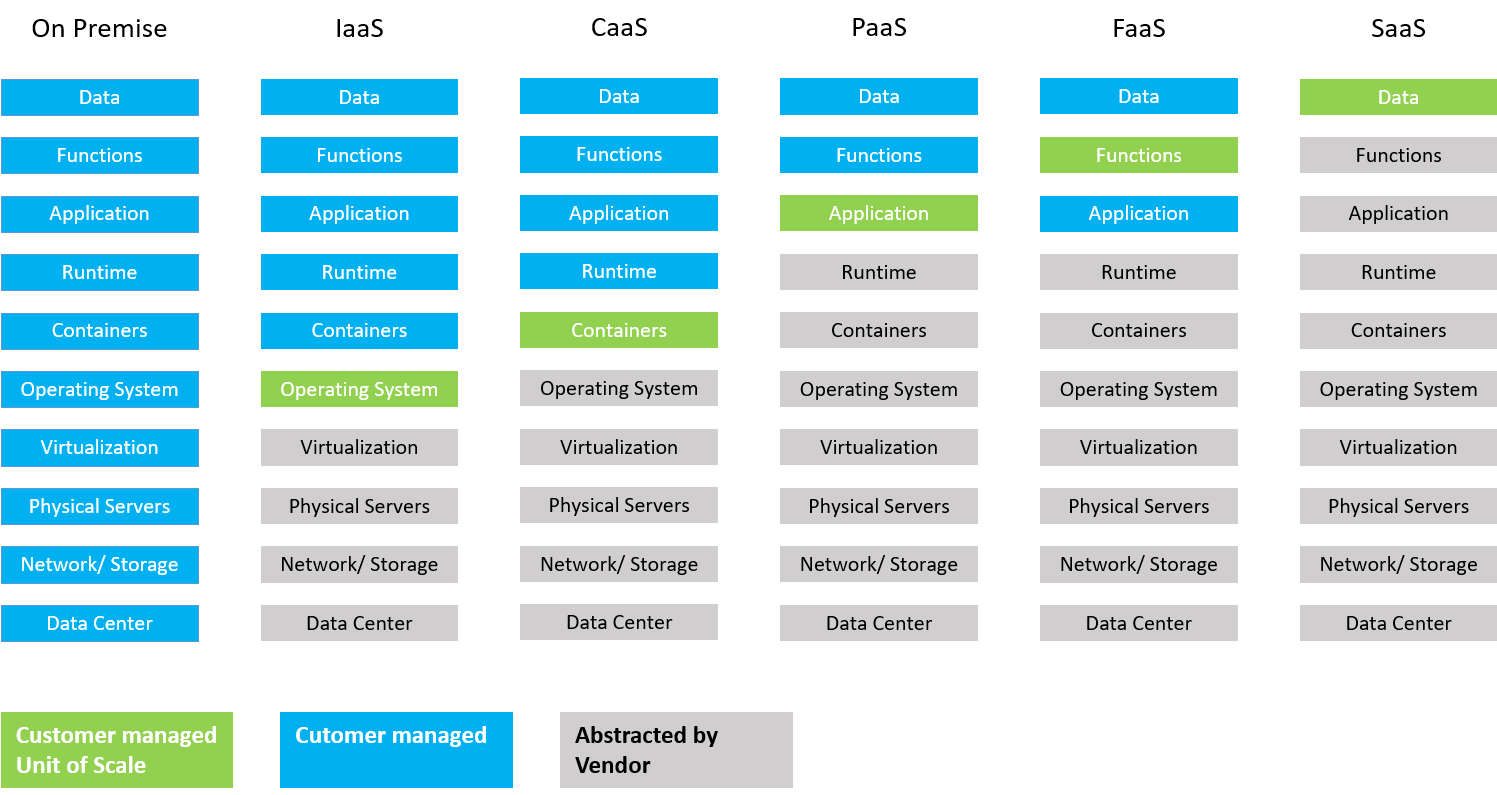 On Premise IaaS CaaS PaaS FaaS SaaS
Data Data Data Data Data Data
Functions Functions Functions Functions Functions Functions
Application Application Application Application Application Application
Runtime Runtime Runtime Runtime Runtime Runtime
Containers Containers Containers Containers Containers Containers
Operating System Operating System Operating System Operating System Operating System Operating System
Virtualization Virtualization Virtualization Virtualization Virtualization Virtualization
Physical Servers Physical Servers Physical Servers Physical Servers Physical Servers Physical Servers
Network/ Storage Network/ Storage Network/ Storage Network/ Storage Network/ Storage Network/ Storage
Data Center Data Center Data Center Data Center Data Center Data Center
Customer managed
Unit of Scale
Cutomer managed
Abstracted by
Vendor